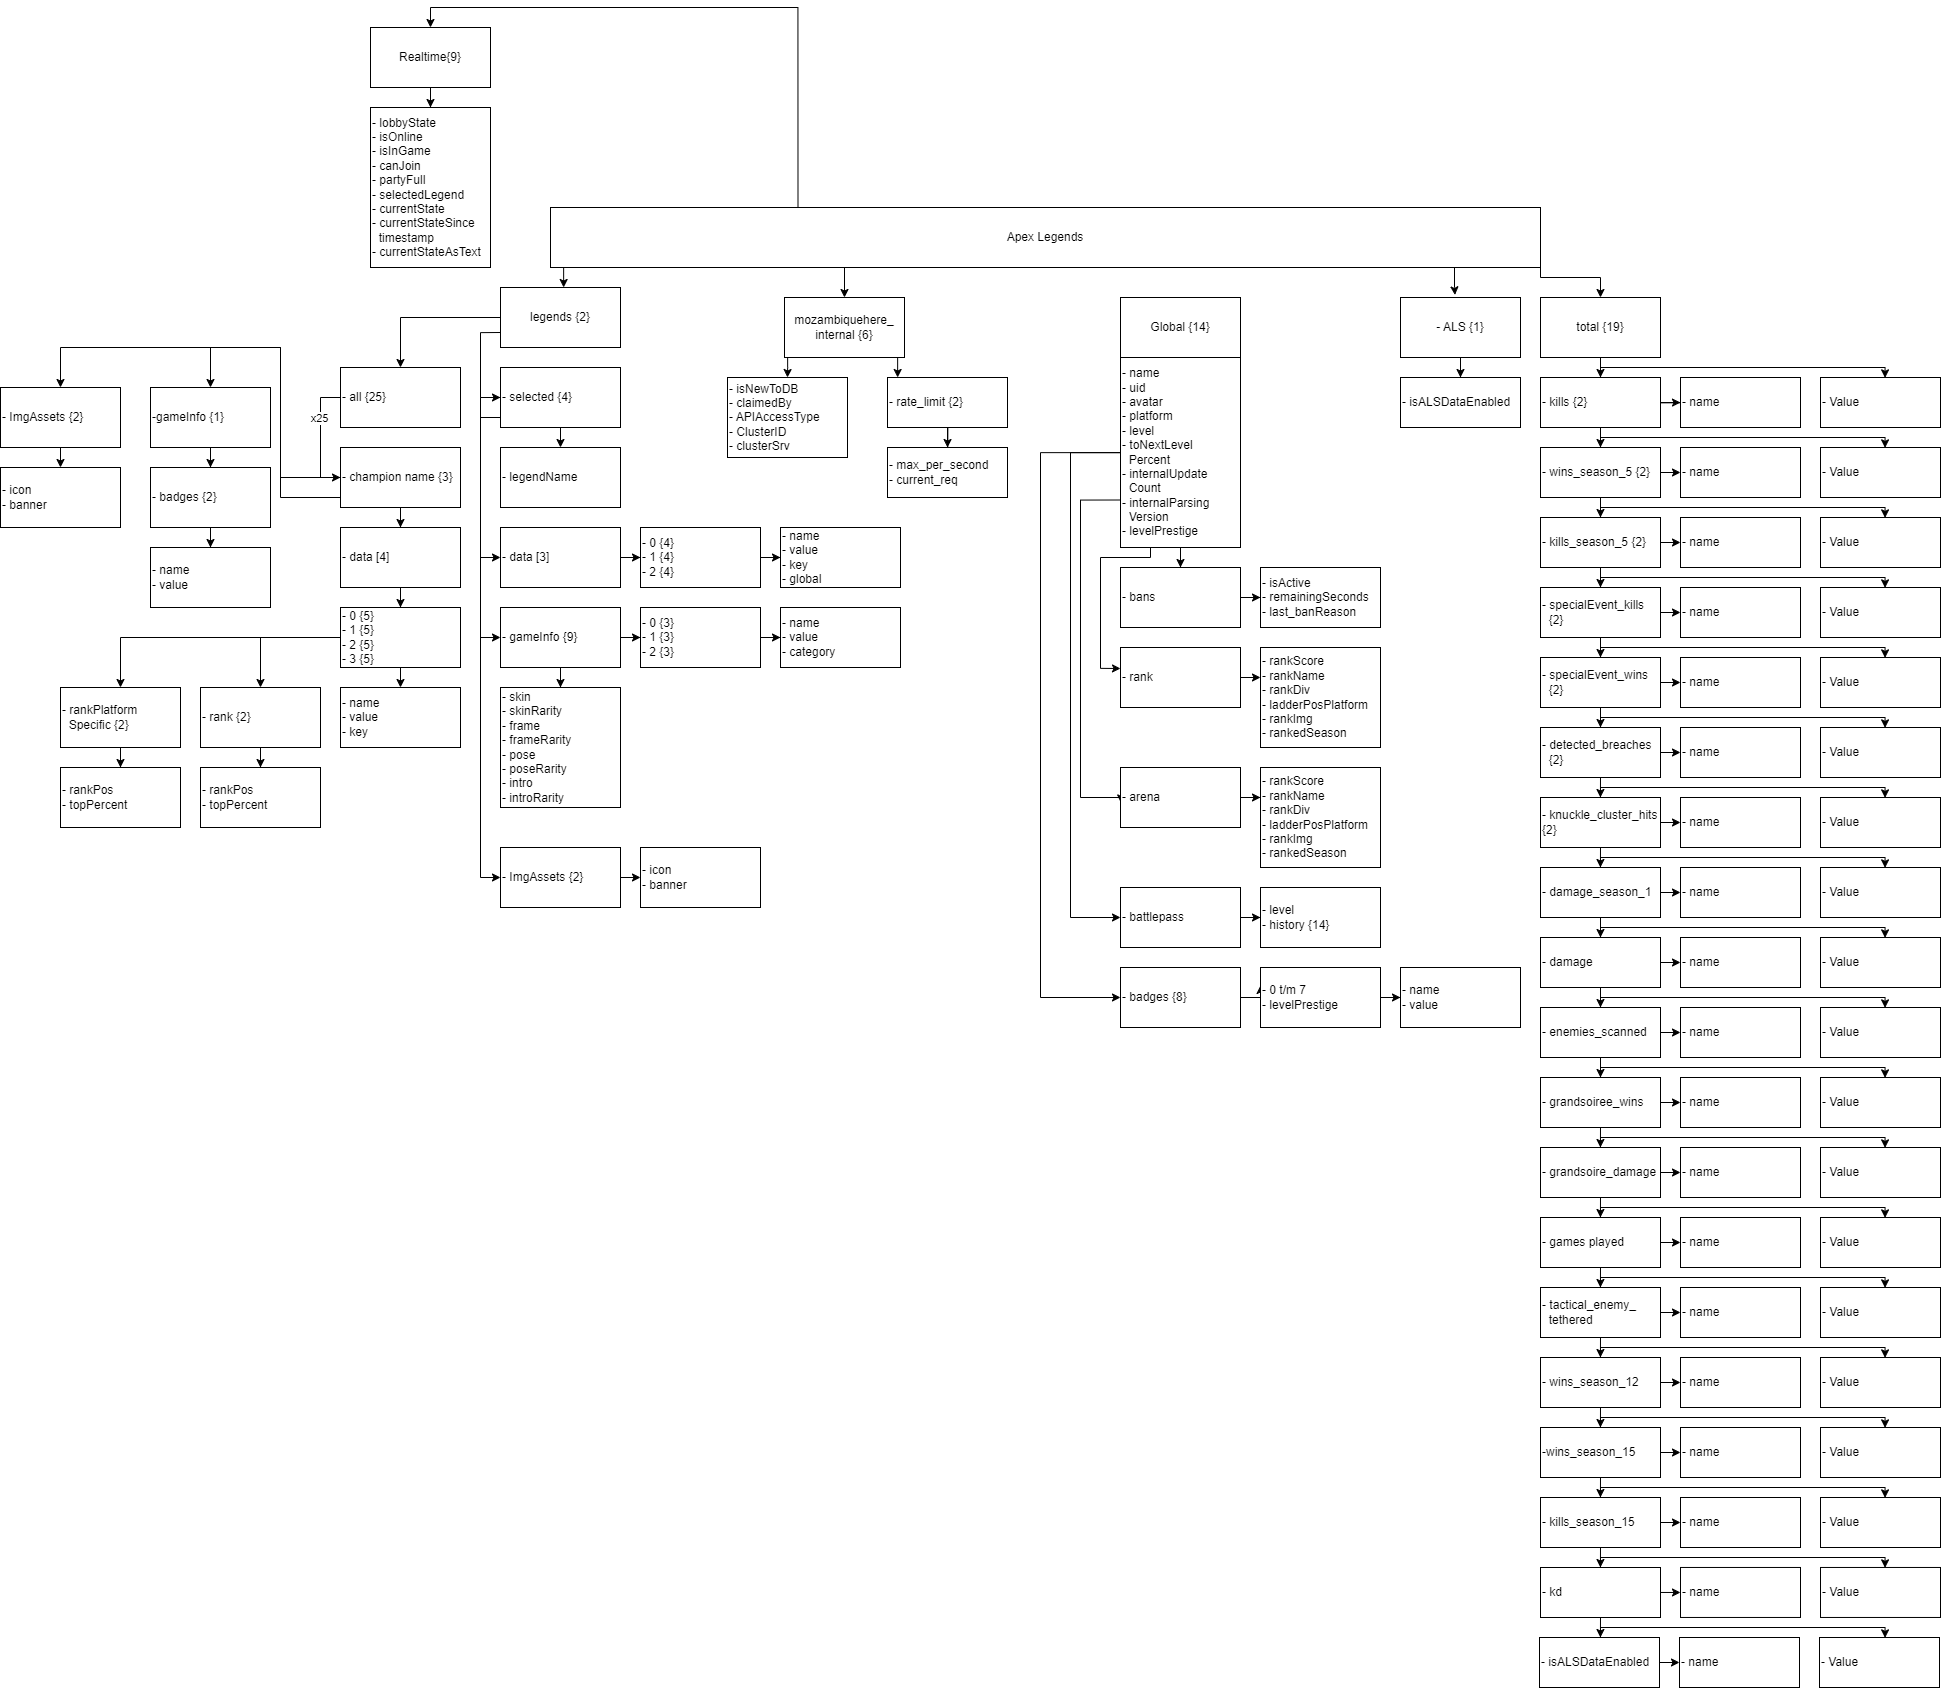 Realtime{9}
- lobbyState
- isOnline
- isInGame
- canJoin
- partyFull
- selectedLegend
- currentState
- currentStateSince
timestamp
- currentStateAsText
Apex Legends
legends {2}
- all {25}
x25
- champion name {3}
- ImgAssets {2}
- icon
- banner
-gameInfo {1}
- badges {2}
- name
- value
- data [4]
- 0 {5}
- 1 {5}
- 2 {5}
- 3 {5}
- rankPlatform
Specific {2}
- rankPos
- topPercent
- rank {2}
- rankPos
- topPercent
- name
- value
- key
- selected {4}
- legendName
- data [3]
- 0 {4}
- 1 {4}
- 2 {4}
- name
- value
- key
- global
- gameInfo {9}
- 0 {3}
- 1 {3}
- 2 {3}
- name
- value
- category
- skin
- skinRarity
- frame
- frameRarity
- pose
- poseRarity
- intro
- introRarity
- ImgAssets {2}
- icon
- banner
mozambiquehere_
internal {6}
- isNewToDB
- claimedBy
- APIAccessType
- ClusterID
- clusterSrv
- rate_limit {2}
- max_per_second
- current_req
Global {14}
- name
- uid
- avatar
- platform
- level
- toNextLevel
Percent
- internalUpdate
Count
- internalParsing
Version
- levelPrestige
- bans
- isActive
- remainingSeconds
- last_banReason
- rank
- rankScore
- rankName
- rankDiv
- ladderPosPlatform
- rankImg
- rankedSeason
- arena
- rankScore
- rankName
- rankDiv
- ladderPosPlatform
- rankImg
- rankedSeason
- battlepass
- level
- history {14}
- badges {8}
- 0 t/m 7
- levelPrestige
- name
- value
- ALS {1}
- isALSDataEnabled
total {19}
- kills {2}
- name
- Value
- wins_season_5 {2}
- name
- Value
- kills_season_5 {2}
- name
- Value
- specialEvent_kills
{2}
- name
- Value
- specialEvent_wins
{2}
- name
- Value
- detected_breaches
{2}
- name
- Value
- knuckle_cluster_hits
{2}
- name
- Value
- damage_season_1
- name
- Value
- damage
- name
- Value
- enemies_scanned
- name
- Value
- grandsoiree_wins
- name
- Value
- grandsoire_damage
- name
- Value
- games played
- name
- Value
- tactical_enemy_
tethered
- name
- Value
- wins_season_12
- name
- Value
-wins_season_15
- name
- Value
- kills_season_15
- name
- Value
- kd
- name
- Value
- isALSDataEnabled
- name
- Value